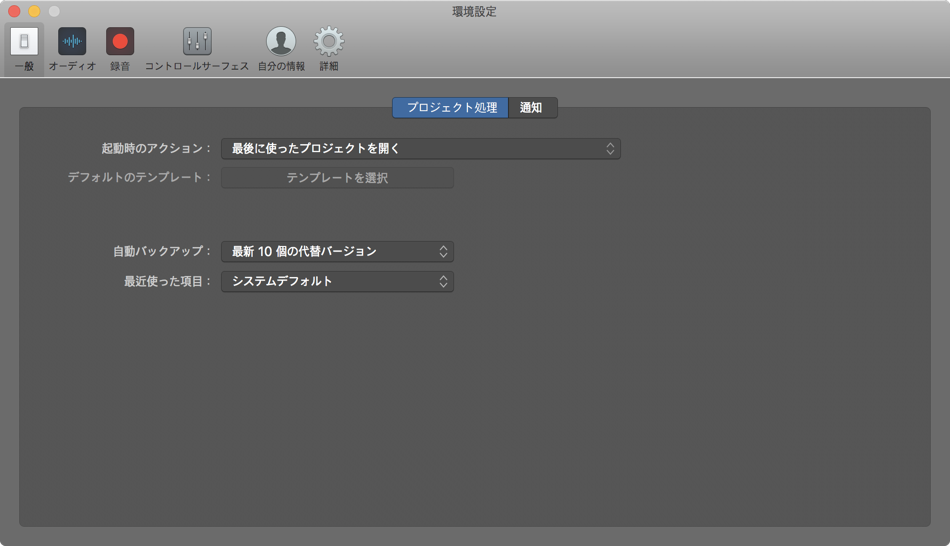 環境設定
一般
オーディオ
録音
コントロールサーフェス
自分の情報
詳細
プロジェクト処理
通知
起動時のアクション：
最後に使ったプロジェクトを開く
デフォルトのテンプレート：
テンプレートを選択
自動バックアップ：
最新 10 個の代替バージョン
最近使った項目：
システムデフォルト